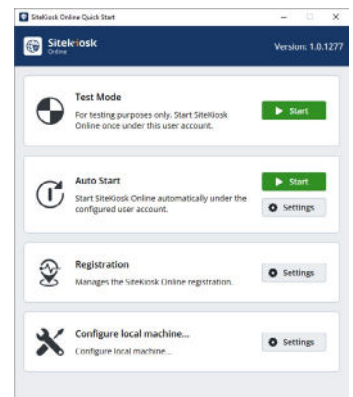 SiteKiosk Online Quick Start
Sitekiosk
Online
Version: 1.0.1277
Test Mode
For testing purposes only. Start SiteKiosk
Online once under this user account.
Start
Auto Start
Start SiteKiosk Online automatically under the
configured user account.
Start
Settings
Registration
Manages the SiteKiosk Online registration.
Settings
Configure local machine...
Configure local machine...
Settings